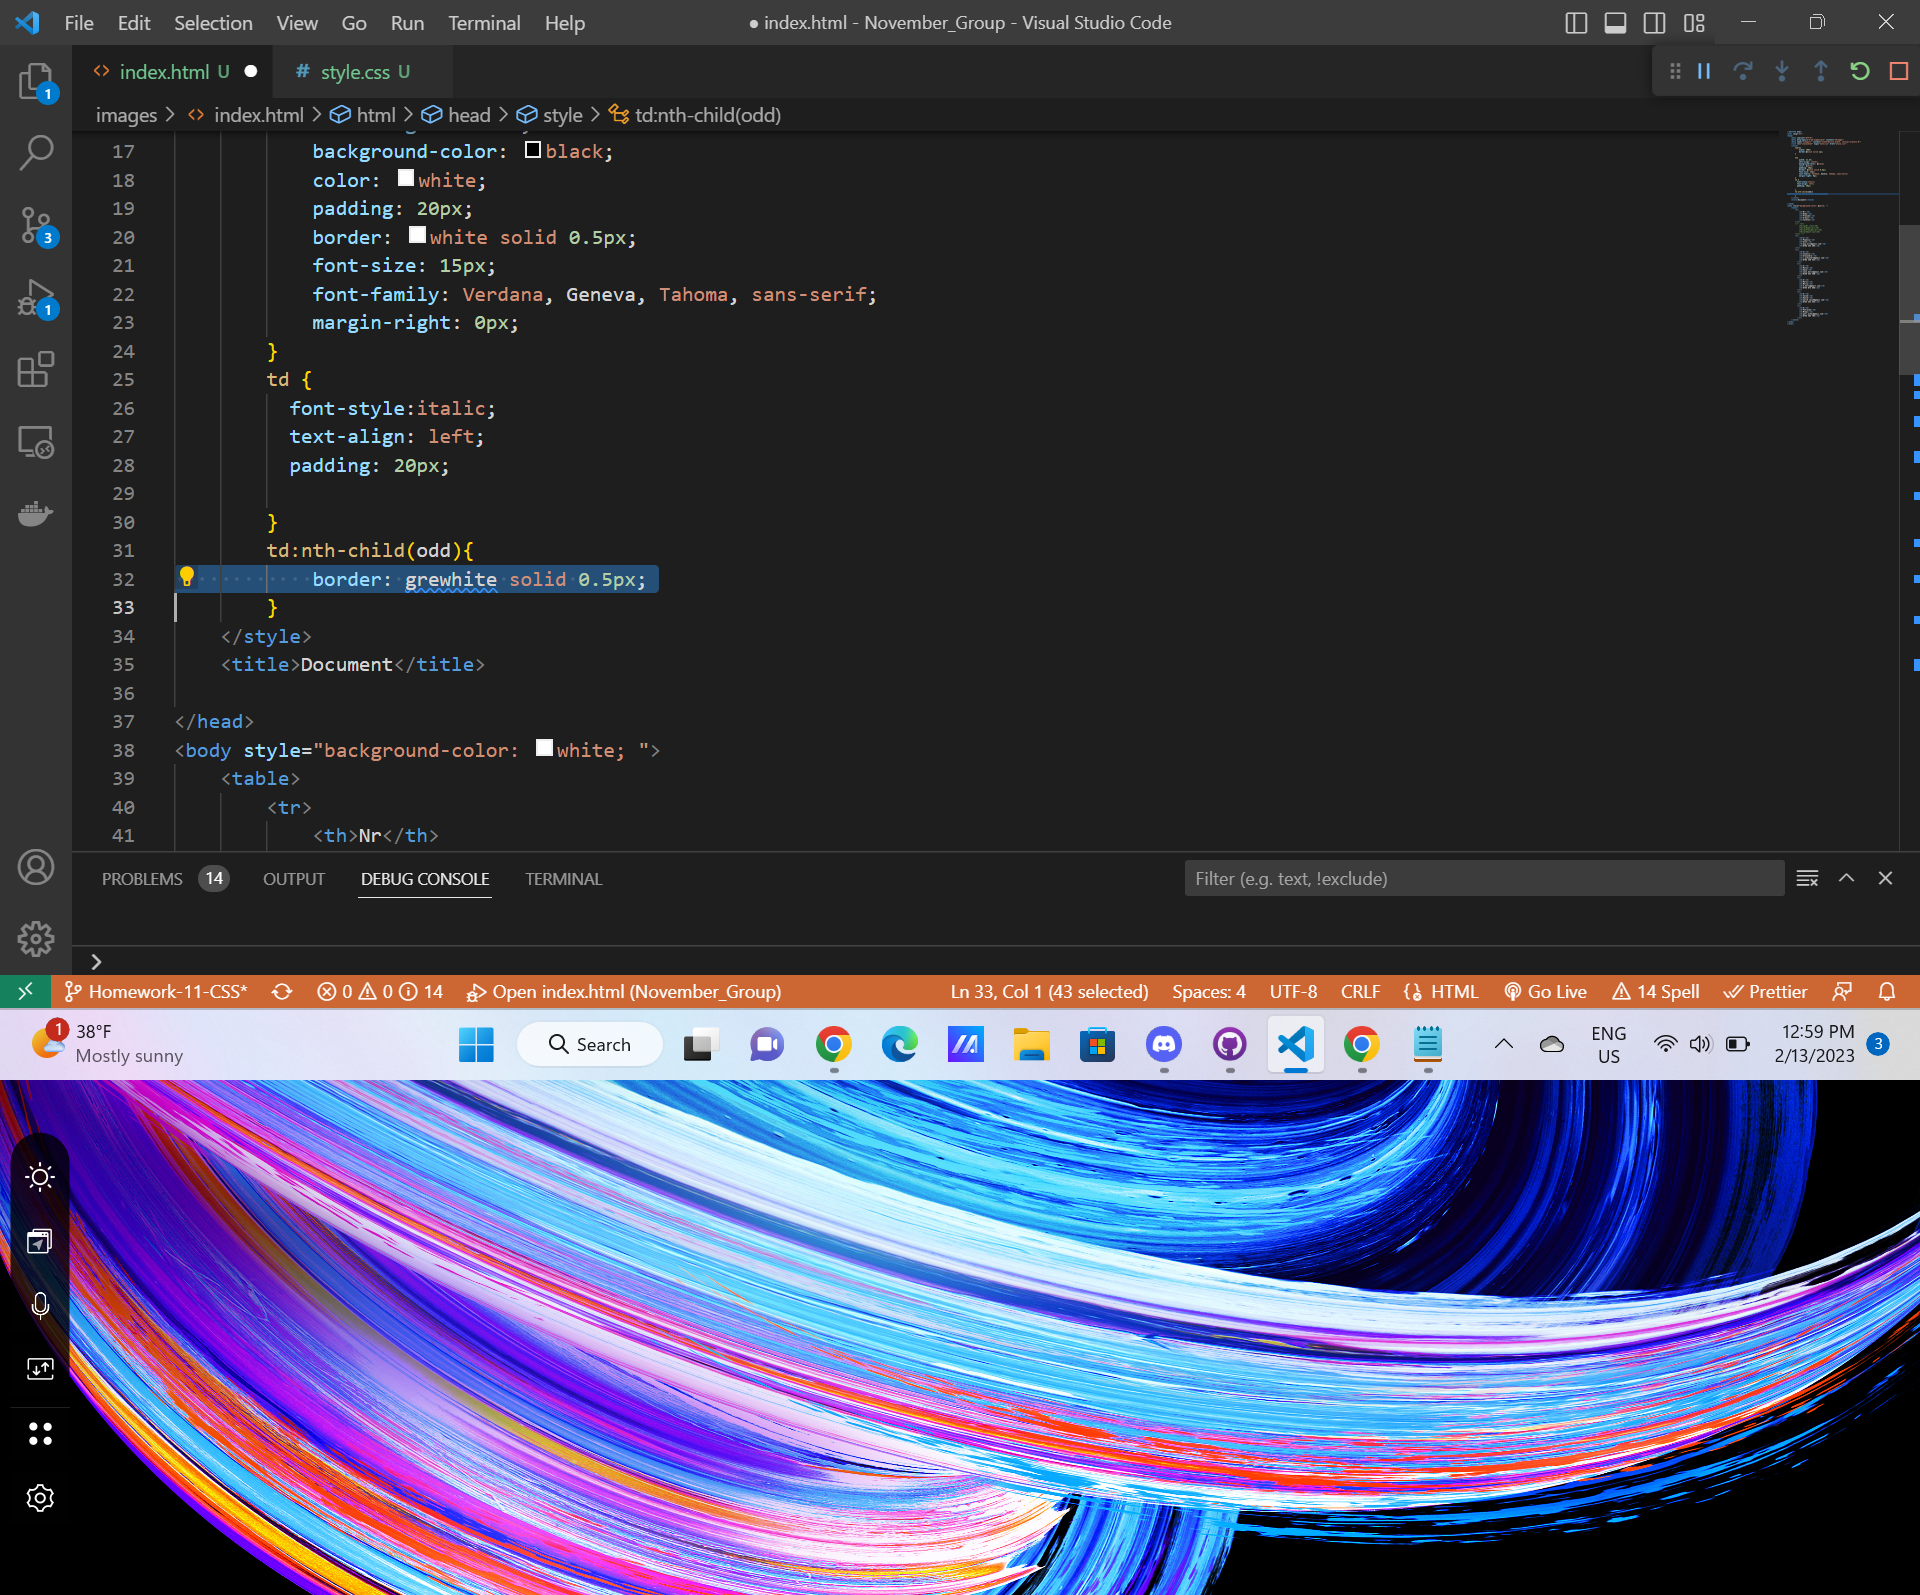 File Edit Selection View Go Run Terminal Help
● index.html - November_Group - Visual Studio Code
index.html U ●
# style.css U
images > index.html > html > head > style > td:nth-child(odd)
17 background-color: black;
18 color: white;
19 padding: 20px;
20 border: white solid 0.5px;
21 font-size: 15px;
22 font-family: Verdana, Geneva, Tahoma, sans-serif;
23 margin-right: 0px;
24 }
25 td {
26 font-style:italic;
27 text-align: left;
28 padding: 20px;
29
30 }
31 td:nth-child(odd){
32 border: grewhite solid 0.5px;
33 }
34 </style>
35 <title>Document</title>
36
37 </head>
38 <body style="background-color: white; ">
39 <table>
40 <tr>
41 <th>Nr</th>
1
3
1
PROBLEMS 14 OUTPUT DEBUG CONSOLE TERMINAL
Filter (e.g. text, !exclude)
Homework-11-CSS* 0 0 14 Open index.html (November_Group)
Ln 33, Col 1 (43 selected) Spaces: 4 UTF-8 CRLF HTML Go Live 14 Spell Prettier
1 38°F
Mostly sunny
Search
ENG
US
12:59 PM
2/13/2023
3